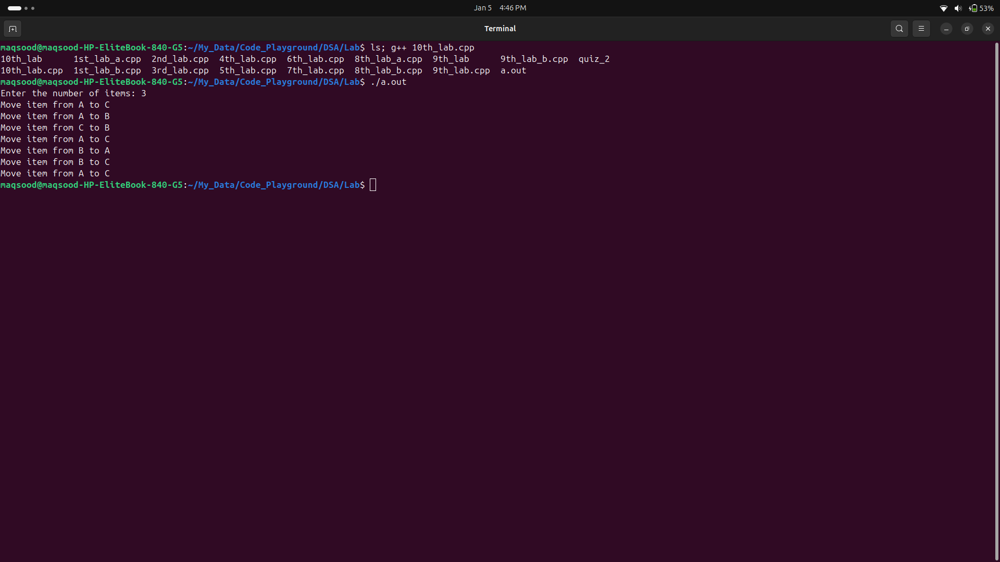 Jan 5 4:46 PM
53%
Terminal
maqsood@maqsood-HP-EliteBook-840-G5:~/My_Data/Code_Playground/DSA/Lab$ ls; g++ 10th_lab.cpp
10th_lab 1st_lab_a.cpp 2nd_lab.cpp 4th_lab.cpp 6th_lab.cpp 8th_lab_a.cpp 9th_lab 9th_lab_b.cpp quiz_2
10th_lab.cpp 1st_lab_b.cpp 3rd_lab.cpp 5th_lab.cpp 7th_lab.cpp 8th_lab_b.cpp 9th_lab.cpp a.out
maqsood@maqsood-HP-EliteBook-840-G5:~/My_Data/Code_Playground/DSA/Lab$ ./a.out
Enter the number of items: 3
Move item from A to C
Move item from A to B
Move item from C to B
Move item from A to C
Move item from B to A
Move item from B to C
Move item from A to C
maqsood@maqsood-HP-EliteBook-840-G5:~/My_Data/Code_Playground/DSA/Lab$